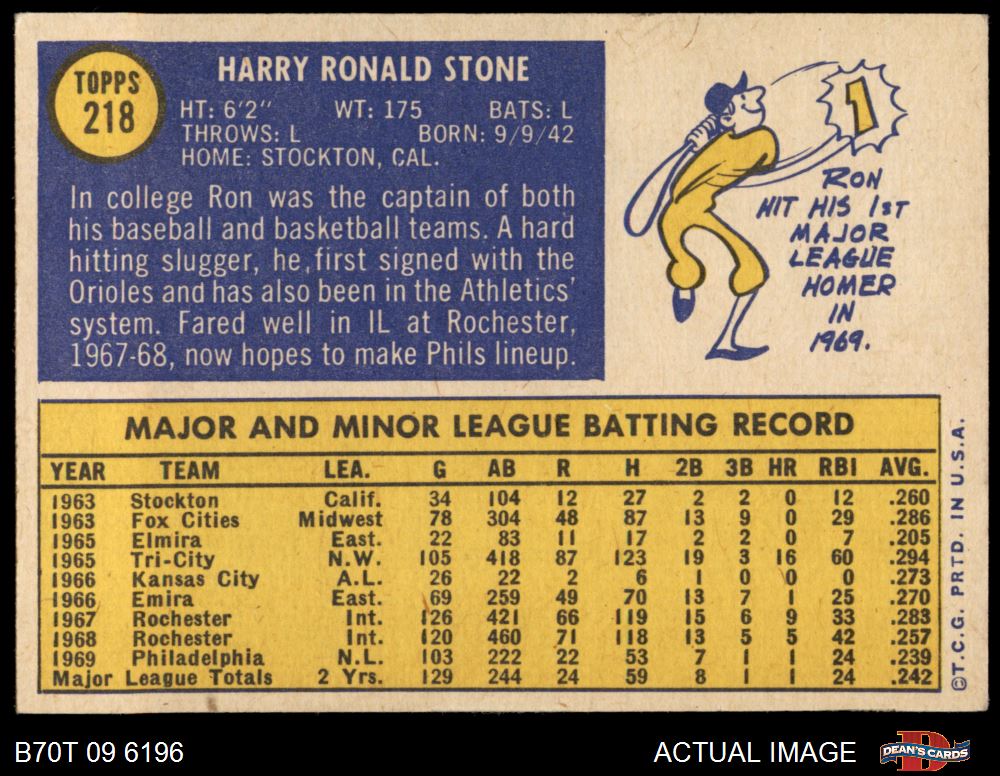 TOPPS
218
HARRY RONALD STONE
HT: 6'2" WT: 175 BATS: L
THROWS: L BORN: 9/9/42
HOME: STOCKTON, CAL.
In college Ron was the captain of both
his baseball and basketball teams. A hard
hitting slugger, he first signed with the
Orioles and has also been in the Athletics'
system. Fared well in IL at Rochester,
1967-68, now hopes to make Phils lineup.
1
RON
HIT HIS 1ST
MAJOR
LEAGUE
HOMER
IN
1969.
MAJOR AND MINOR LEAGUE BATTING RECORD
YEAR TEAM LEA. G AB R H 2B 3B HR RBI AVG.
1963 Stockton Calif. 34 104 12 27 2 2 0 12 .260
1963 Fox Cities Midwest 78 304 48 87 13 9 0 29 .286
1965 Elmira East. 22 83 11 17 2 2 0 7 .205
1965 Tri-City N.W. 105 418 87 123 19 3 16 60 .294
1966 Kansas City A.L. 26 22 2 6 1 0 0 0 .273
1966 Emira East. 69 259 49 70 13 7 1 25 .270
1967 Rochester Int. 126 421 66 119 15 6 9 33 .283
1968 Rochester Int. 120 460 71 118 13 5 5 42 .257
1969 Philadelphia N.L. 103 222 22 53 7 1 1 24 .239
Major League Totals 2 Yrs. 129 244 24 59 8 1 1 24 .242
©T.C.G. PRTD. IN U.S.A.
B70T 09 6196
ACTUAL IMAGE
D
DEAN'S CARDS